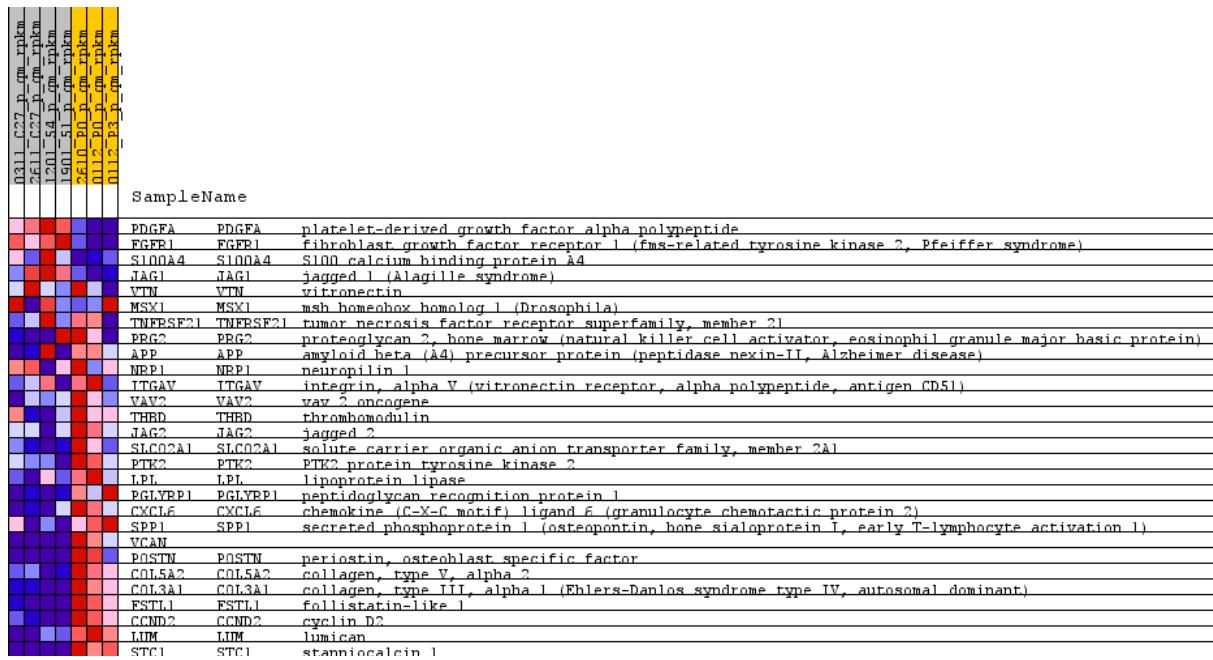 0311_C27_p_qm_rpkm
2611_C27_p_qm_rpkm
1201_54_p_qm_rpkm
1901_51_p_qm_rpkm
2610_P0_p_qm_rpkm
0112_P0_p_qm_rpkm
0112_P3_p_qm_rpkm
SampleName
PDGFA PDGFA platelet-derived growth factor alpha polypeptide
FGFR1 FGFR1 fibroblast growth factor receptor 1 (fms-related tyrosine kinase 2, Pfeiffer syndrome)
S100A4 S100A4 S100 calcium binding protein A4
JAG1 JAG1 jagged 1 (Alagille syndrome)
VTN VTN vitronectin
MSX1 MSX1 msh homeobox homolog 1 (Drosophila)
TNFRSF21 TNFRSF21 tumor necrosis factor receptor superfamily, member 21
PRG2 PRG2 proteoglycan 2, bone marrow (natural killer cell activator, eosinophil granule major basic protein)
APP APP amyloid beta (A4) precursor protein (peptidase nexin-II, Alzheimer disease)
NRP1 NRP1 neuropilin 1
ITGAV ITGAV integrin, alpha V (vitronectin receptor, alpha polypeptide, antigen CD51)
VAV2 VAV2 vav 2 oncogene
THBD THBD thrombomodulin
JAG2 JAG2 jagged 2
SLCO2A1 SLCO2A1 solute carrier organic anion transporter family, member 2A1
PTK2 PTK2 PTK2 protein tyrosine kinase 2
LPL LPL lipoprotein lipase
PGLYRP1 PGLYRP1 peptidoglycan recognition protein 1
CXCL6 CXCL6 chemokine (C-X-C motif) ligand 6 (granulocyte chemotactic protein 2)
SPP1 SPP1 secreted phosphoprotein 1 (osteopontin, bone sialoprotein I, early T-lymphocyte activation 1)
VCAN
POSTN POSTN periostin, osteoblast specific factor
COL5A2 COL5A2 collagen, type V, alpha 2
COL3A1 COL3A1 collagen, type III, alpha 1 (Ehlers-Danlos syndrome type IV, autosomal dominant)
FSTL1 FSTL1 follistatin-like 1
CCND2 CCND2 cyclin D2
LUM LUM lumican
STC1 STC1 stanniocalcin 1